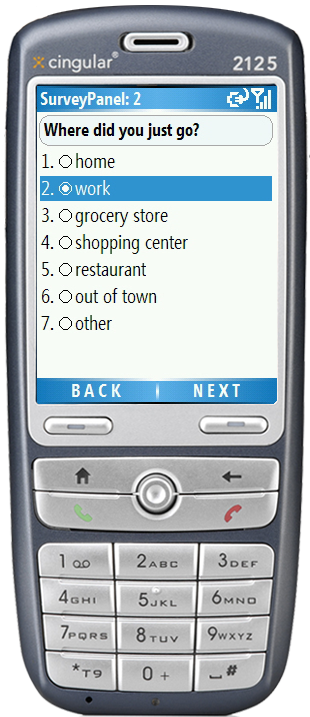 cingular® 2125
SurveyPanel: 2
Where did you just go?
1. home
2. work
3. grocery store
4. shopping center
5. restaurant
6. out of town
7. other
BACK NEXT
1 2ABC 3DEF
4GHI 5JKL 6MNO
7PQRS 8TUV 9WXYZ
*T9 0+ #